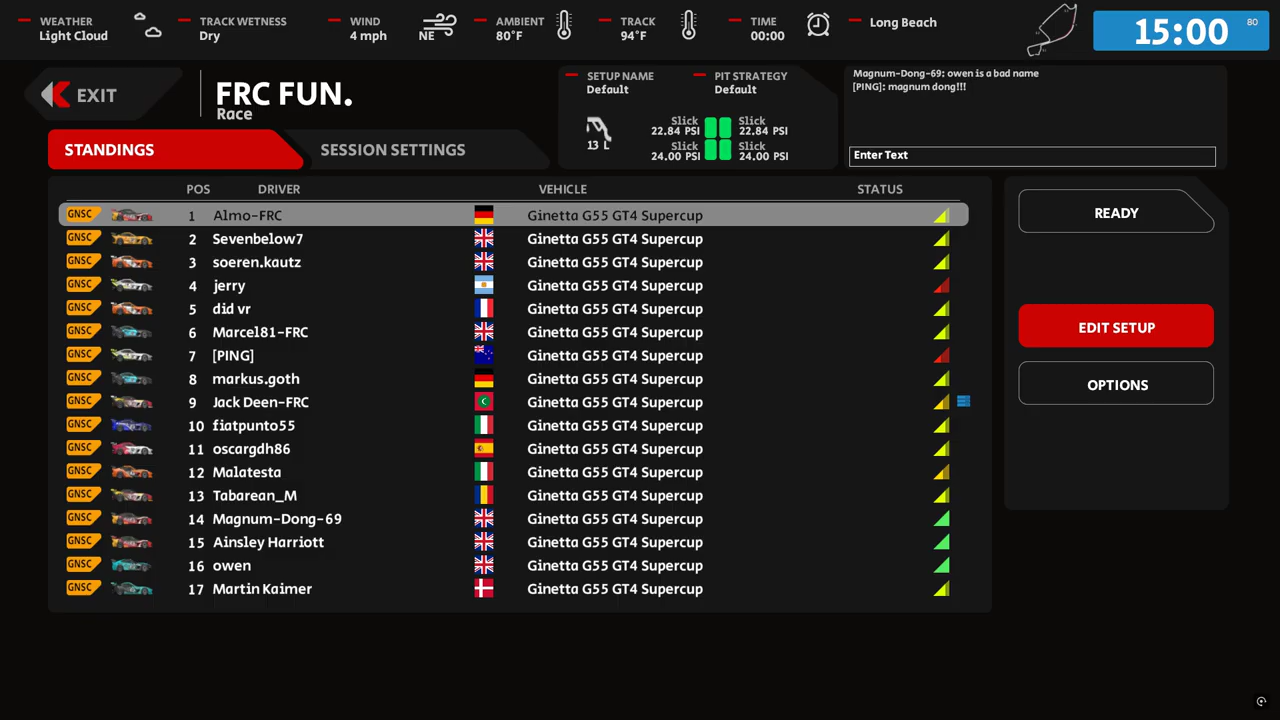 WEATHER
Light Cloud
TRACK WETNESS
Dry
WIND
4 mph
NE
AMBIENT
80°F
TRACK
94°F
TIME
00:00
Long Beach
15:00
80
EXIT
FRC FUN.
Race
SETUP NAME
Default
PIT STRATEGY
Default
13 L
Slick
22.84 PSI
Slick
22.84 PSI
Slick
24.00 PSI
Slick
24.00 PSI
Magnum-Dong-69: owen is a bad name
[PING]: magnum dong!!!
Enter Text
STANDINGS
SESSION SETTINGS
POS DRIVER VEHICLE STATUS
GNSC 1 Almo-FRC Ginetta G55 GT4 Supercup
GNSC 2 Sevenbelow7 Ginetta G55 GT4 Supercup
GNSC 3 soeren.kautz Ginetta G55 GT4 Supercup
GNSC 4 jerry Ginetta G55 GT4 Supercup
GNSC 5 did vr Ginetta G55 GT4 Supercup
GNSC 6 Marcel81-FRC Ginetta G55 GT4 Supercup
GNSC 7 [PING] Ginetta G55 GT4 Supercup
GNSC 8 markus.goth Ginetta G55 GT4 Supercup
GNSC 9 Jack Deen-FRC Ginetta G55 GT4 Supercup
GNSC 10 fiatpunto55 Ginetta G55 GT4 Supercup
GNSC 11 oscargdh86 Ginetta G55 GT4 Supercup
GNSC 12 Malatesta Ginetta G55 GT4 Supercup
GNSC 13 Tabarean_M Ginetta G55 GT4 Supercup
GNSC 14 Magnum-Dong-69 Ginetta G55 GT4 Supercup
GNSC 15 Ainsley Harriott Ginetta G55 GT4 Supercup
GNSC 16 owen Ginetta G55 GT4 Supercup
GNSC 17 Martin Kaimer Ginetta G55 GT4 Supercup
READY
EDIT SETUP
OPTIONS